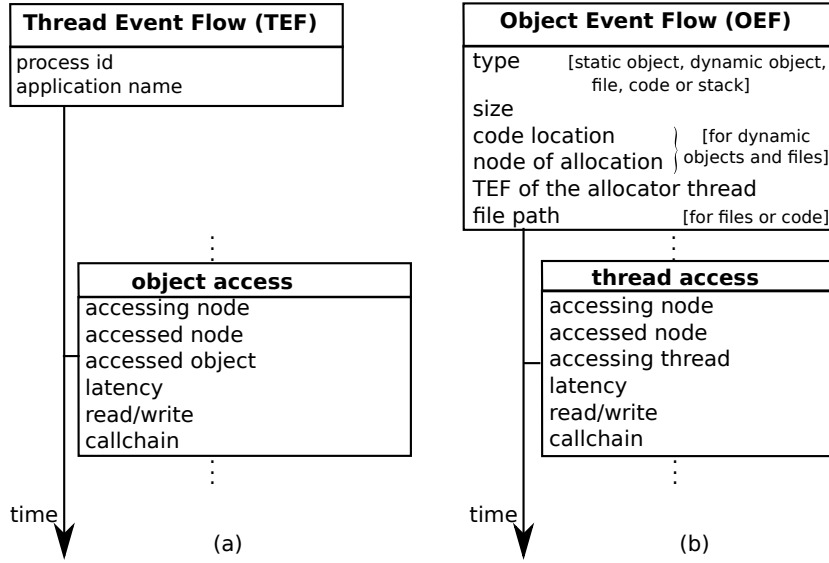 Thread Event Flow (TEF)
process id
application name
object access
accessing node
accessed node
accessed object
latency
read/write
callchain
time
(a)
Object Event Flow (OEF)
type [static object, dynamic object,
file, code or stack]
size
code location [for dynamic
node of allocation objects and files]
TEF of the allocator thread
file path [for files or code]
thread access
accessing node
accessed node
accessing thread
latency
read/write
callchain
time
(b)